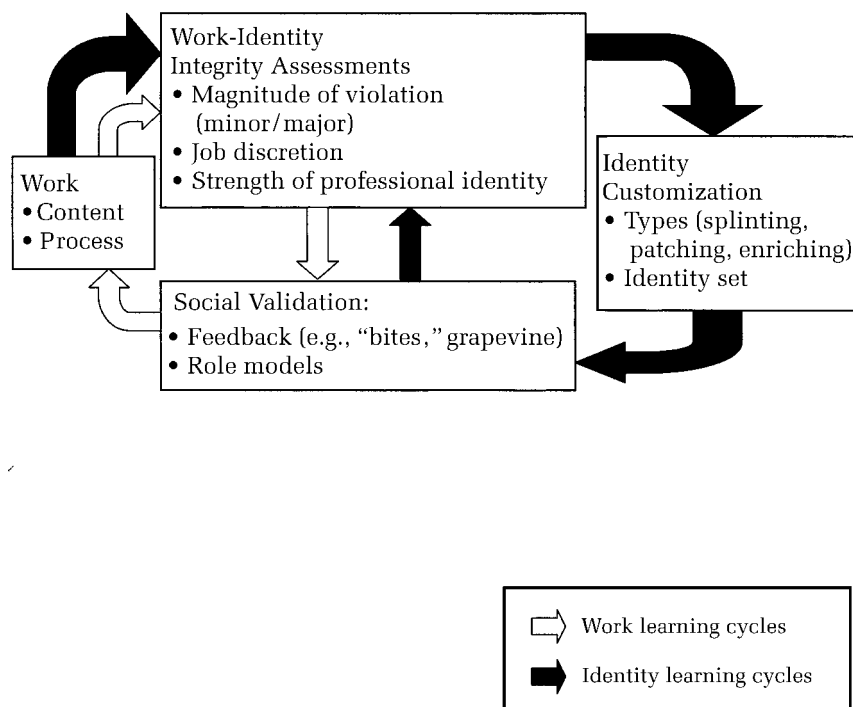 Work-Identity
Integrity Assessments
• Magnitude of violation
(minor/major)
• Job discretion
• Strength of professional identity
Work
• Content
• Process
Identity
Customization
• Types (splinting,
patching, enriching)
• Identity set
Social Validation:
• Feedback (e.g., “bites,” grapevine)
• Role models
Work learning cycles
Identity learning cycles